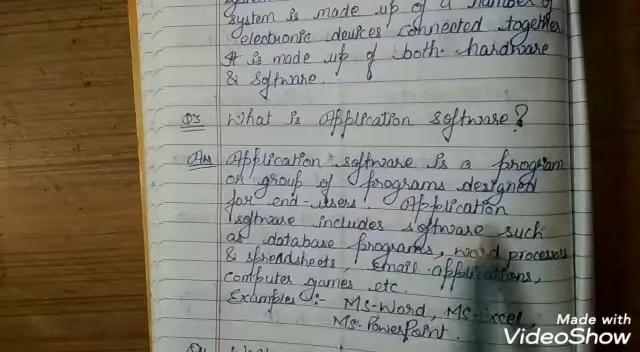 system is made up of a number of
electronic devices connected together
It is made up of both hardware
& software.
Q3 What is Application Software?
Ans Application software is a program
or group of programs designed
for end-users. Application
software includes software such
as database programs, word processors
& spreadsheets, Email applications,
computer games etc.
Examples :- MS-Word, MS-Excel
MS-PowerPoint.
Made with
VideoShow